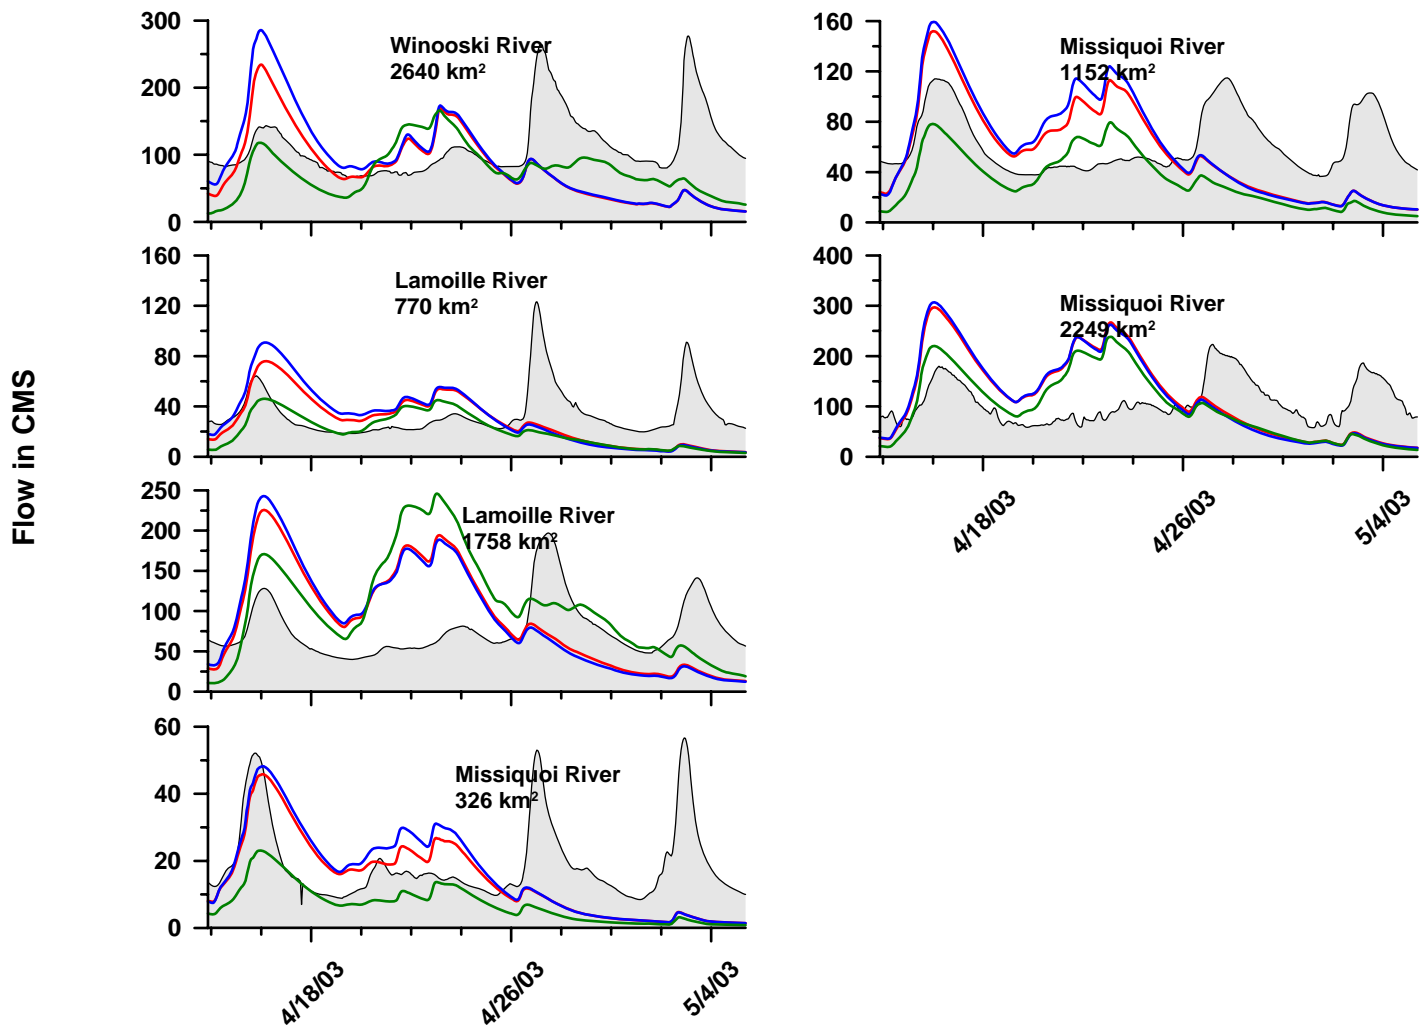 Flow in CMS
300
200
100
0
Winooski River
2640 km²
160
120
80
40
0
Lamoille River
770 km²
250
200
150
100
50
0
Lamoille River
1758 km²
60
40
20
0
Missiquoi River
326 km²
4/18/03
4/26/03
5/4/03
160
120
80
40
0
Missiquoi River
1152 km²
400
300
200
100
0
Missiquoi River
2249 km²
4/18/03
4/26/03
5/4/03